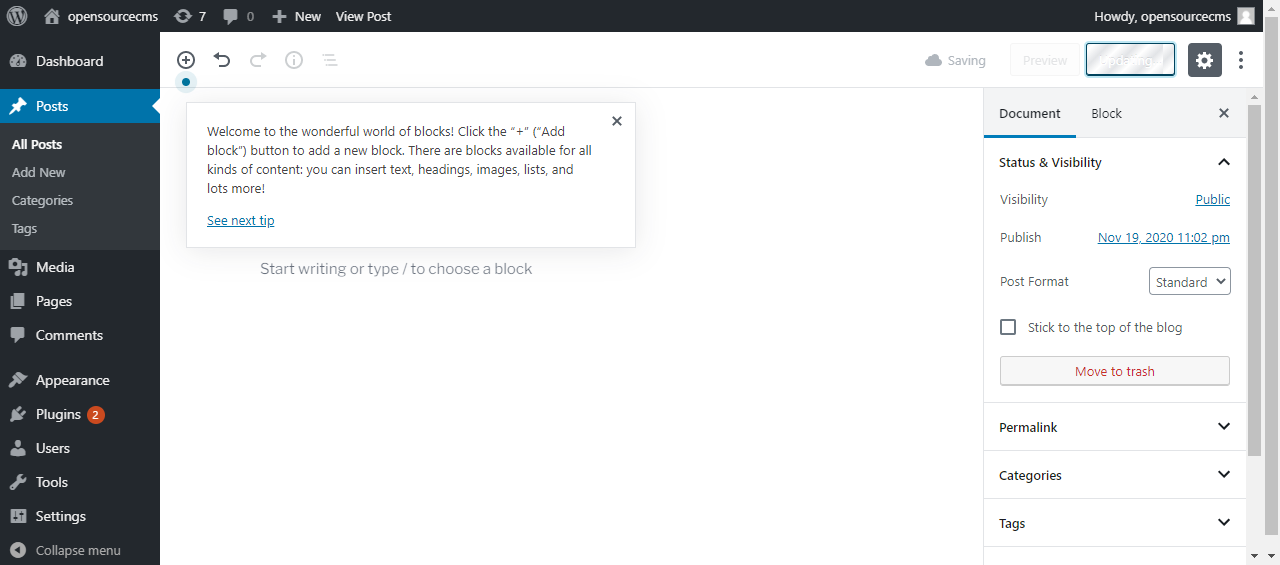 opensourcecms 7 0 New View Post Howdy, opensourcecms
Dashboard
Posts
All Posts
Add New
Categories
Tags
Media
Pages
Comments
Appearance
Plugins 2
Users
Tools
Settings
Collapse menu
Saving Preview Updating...
Welcome to the wonderful world of blocks! Click the “+” (“Add
block”) button to add a new block. There are blocks available for all
kinds of content: you can insert text, headings, images, lists, and
lots more!
See next tip
Start writing or type / to choose a block
Document Block
Status & Visibility
Visibility Public
Publish Nov 19, 2020 11:02 pm
Post Format Standard
Stick to the top of the blog
Move to trash
Permalink
Categories
Tags